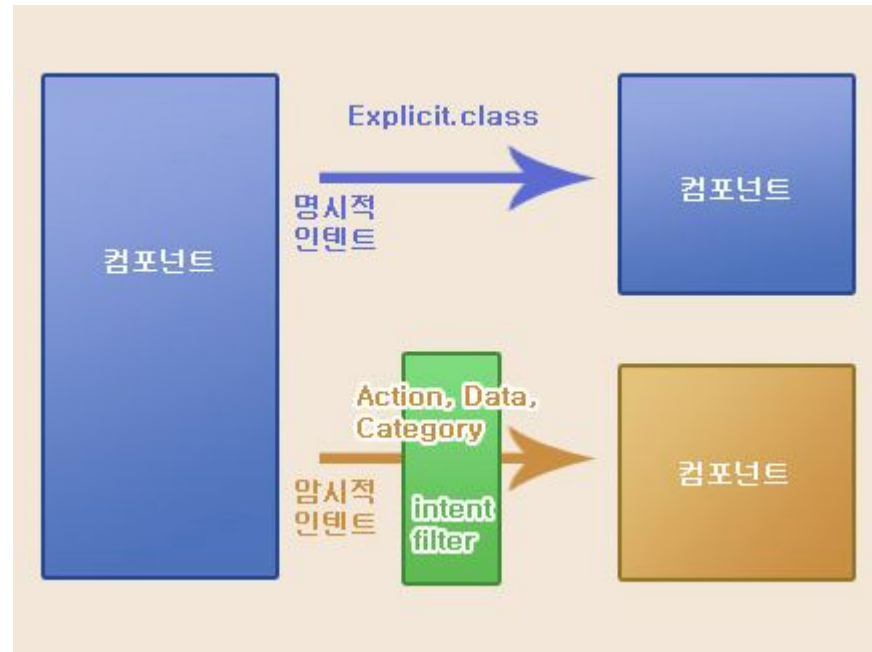 컴포넌트
Explicit.class
명시적
인텐트
컴포넌트
Action, Data,
Category
암시적
인텐트
intent
filter
컴포넌트